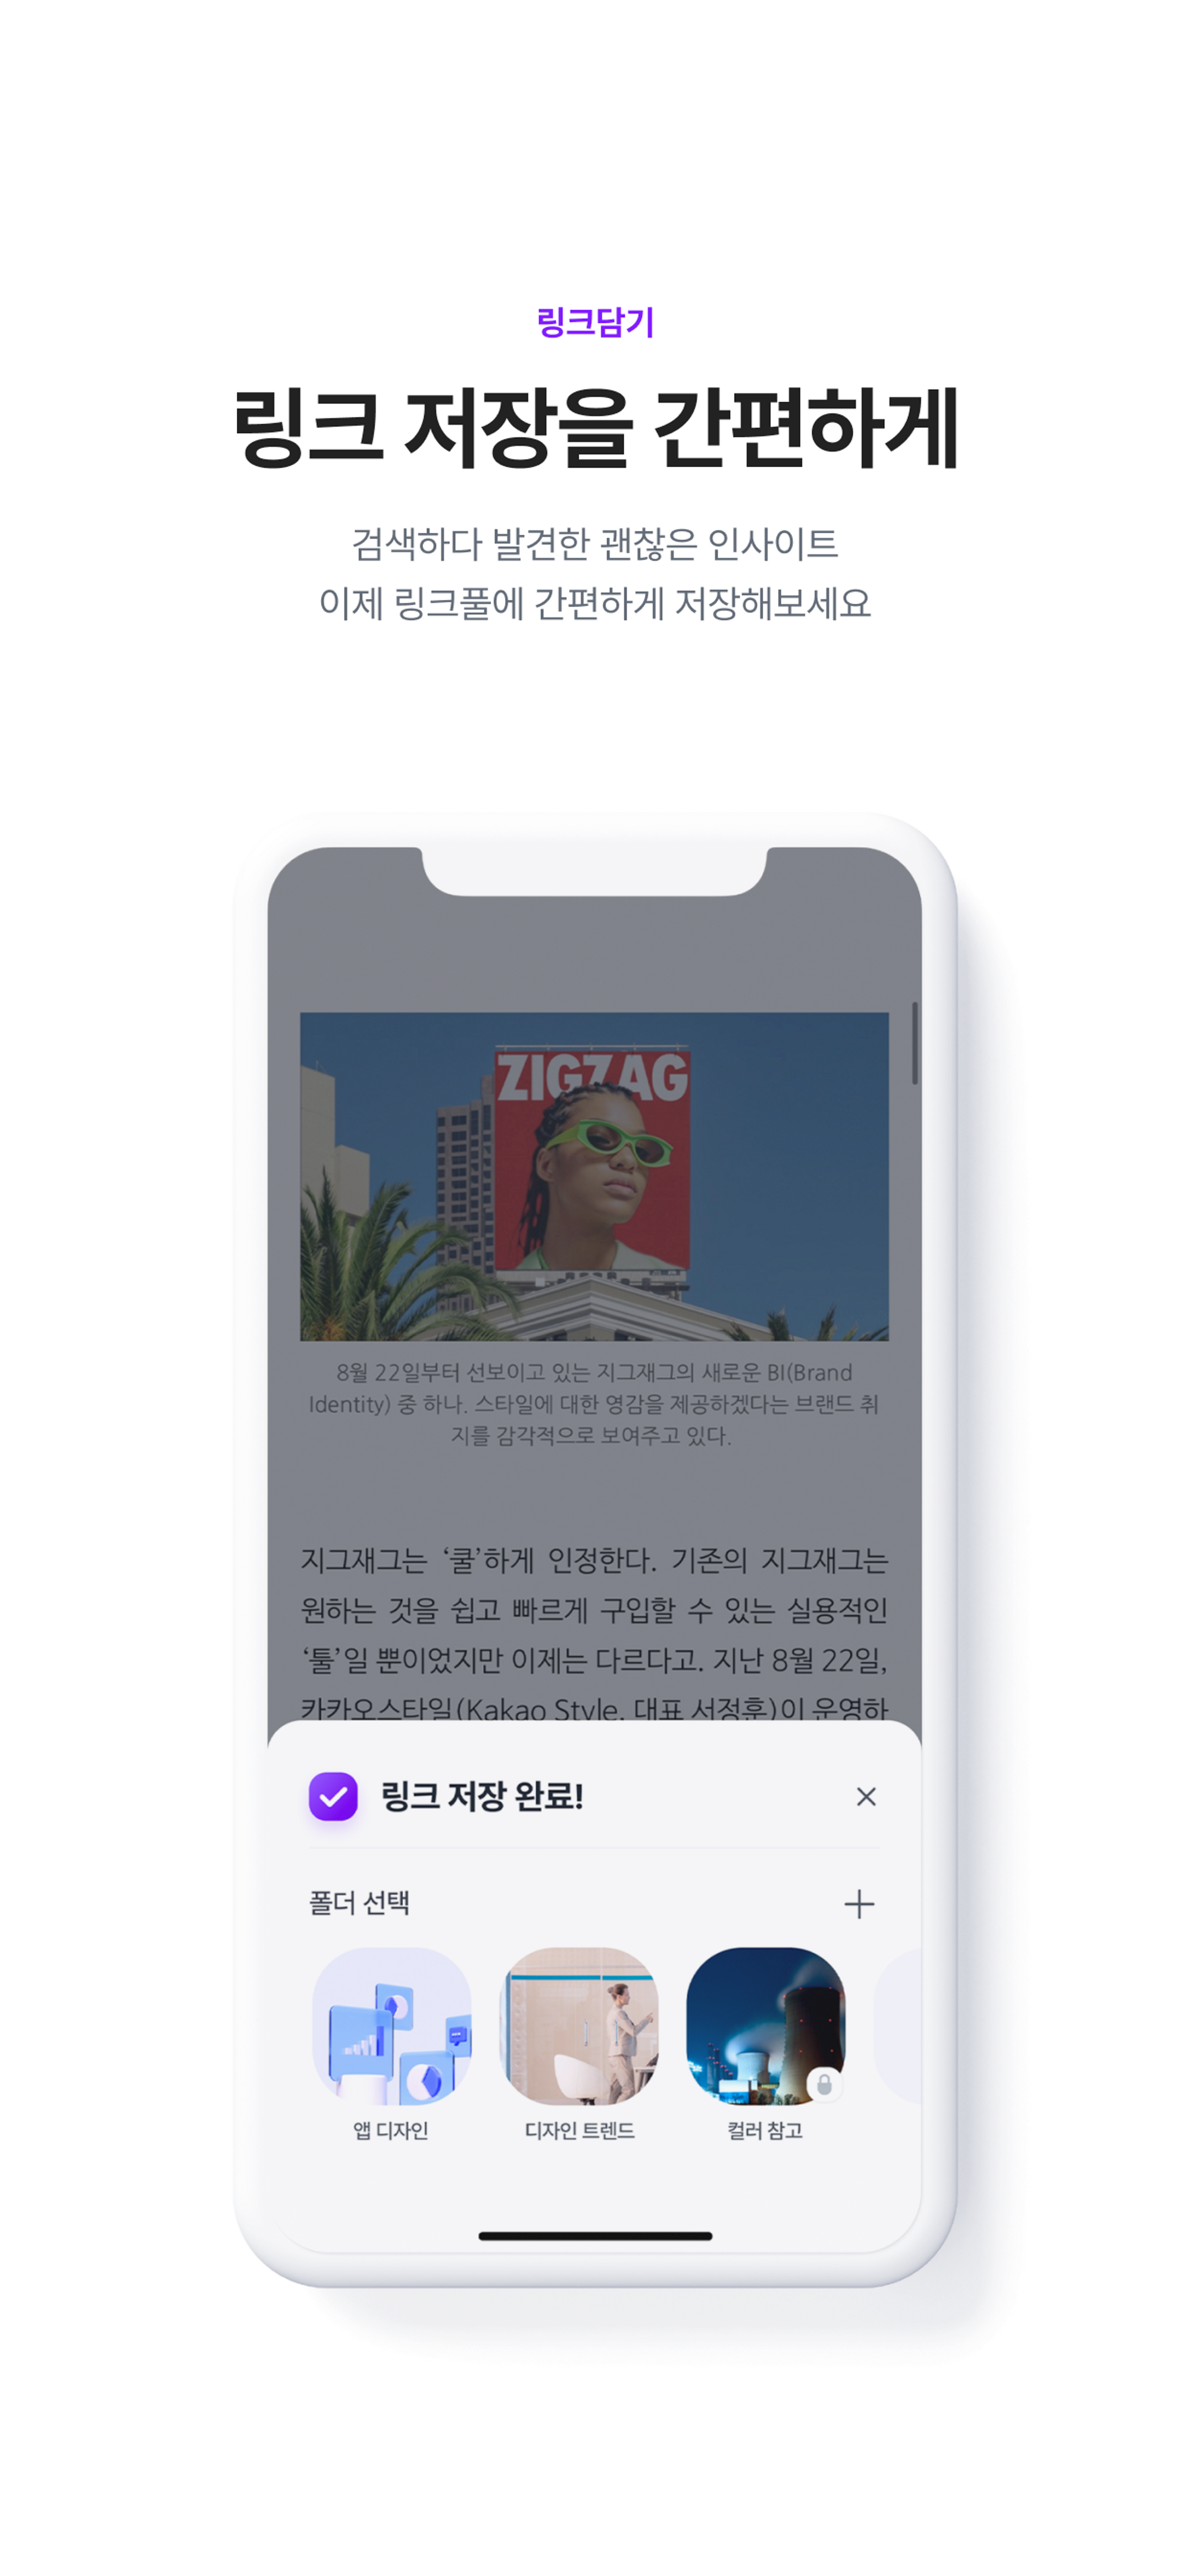 링크담기
링크 저장을 간편하게
검색하다 발견한 괜찮은 인사이트
이제 링크풀에 간편하게 저장해보세요
ZIGZAG
8월 22일부터 선보이고 있는 지그재그의 새로운 BI(Brand
Identity) 중 하나. 스타일에 대한 영감을 제공하겠다는 브랜드 취
지를 감각적으로 보여주고 있다.
지그재그는 ‘쿨’하게 인정한다. 기존의 지그재그는
원하는 것을 쉽고 빠르게 구입할 수 있는 실용적인
‘툴’일 뿐이었지만 이제는 다르다고. 지난 8월 22일,
카카오스타일(Kakao Style, 대표 서정훈)이 운영하
링크 저장 완료!
폴더 선택
앱 디자인
디자인 트렌드
컬러 참고